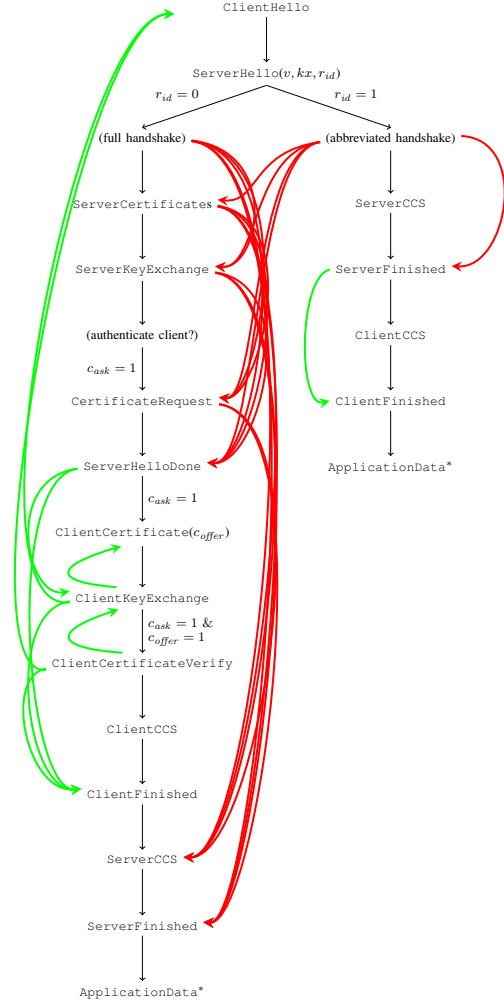 ClientHello
ServerHello(v, kx, r_id)
r_id = 0 r_id = 1
(full handshake) (abbreviated handshake)
ServerCertificates ServerCCS
ServerKeyExchange ServerFinished
(authenticate client?) ClientCCS
c_ask = 1
CertificateRequest ClientFinished
ServerHelloDone ApplicationData*
c_ask = 1
ClientCertificate(c_offer)
ClientKeyExchange
c_ask = 1 &
c_offer = 1
ClientCertificateVerify
ClientCCS
ClientFinished
ServerCCS
ServerFinished
ApplicationData*